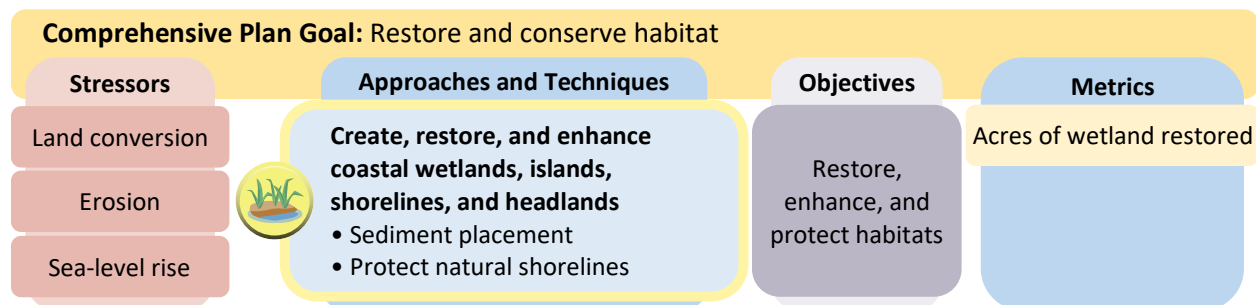 Comprehensive Plan Goal: Restore and conserve habitat
Stressors
Land conversion
Erosion
Sea-level rise
Approaches and Techniques
Create, restore, and enhance
coastal wetlands, islands,
shorelines, and headlands
• Sediment placement
• Protect natural shorelines
Objectives
Restore,
enhance, and
protect habitats
Metrics
Acres of wetland restored